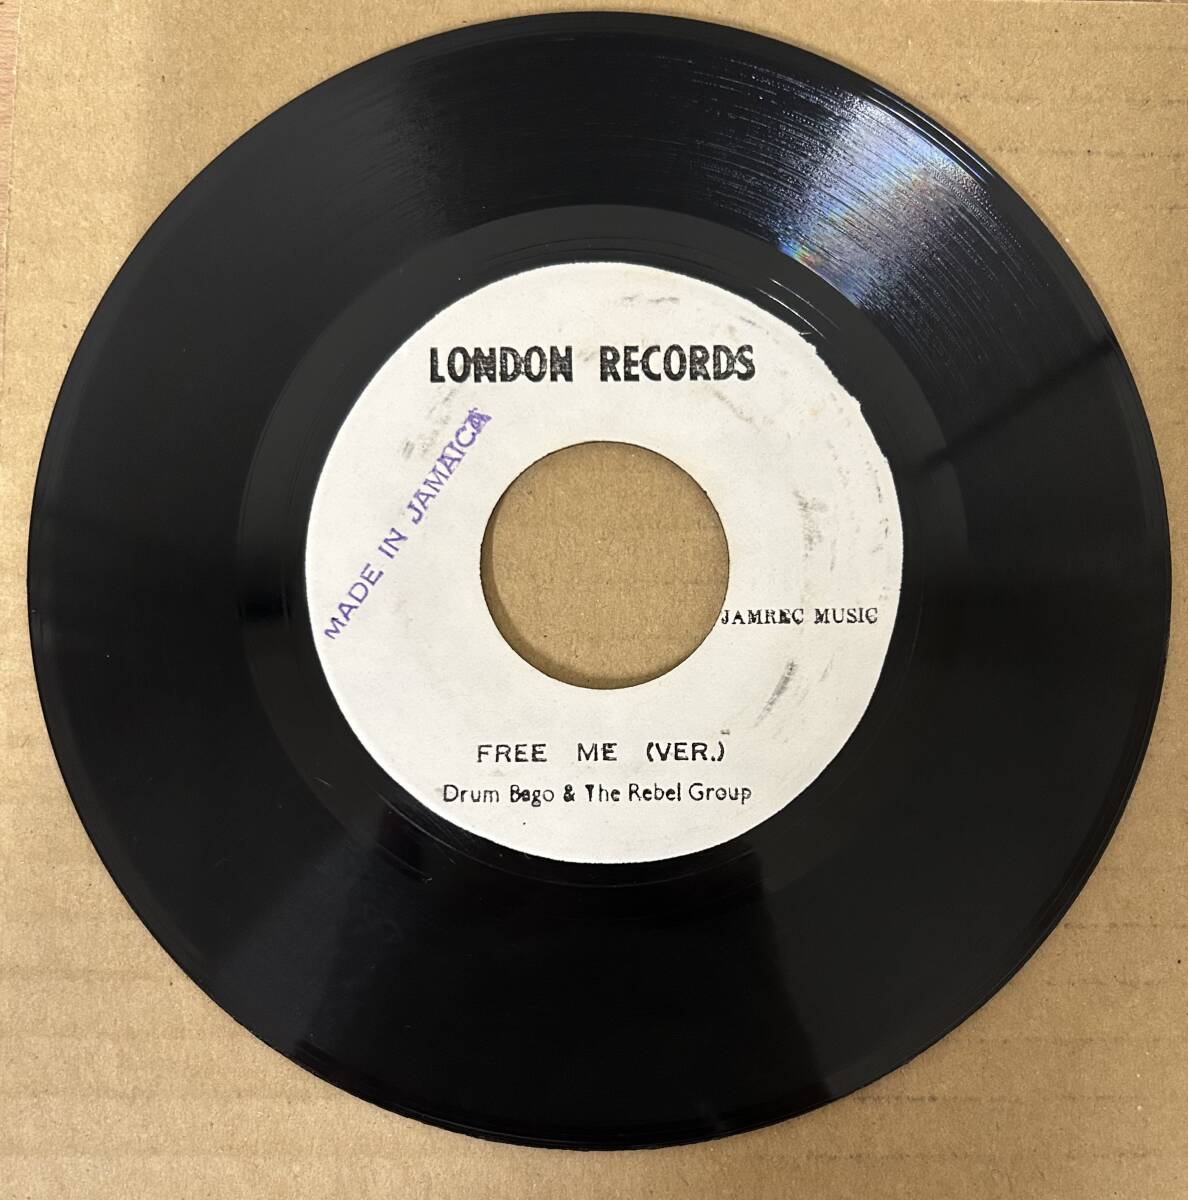 LONDON RECORDS
MADE IN JAMAICA
JAMREC MUSIC
FREE ME (VER.)
Drum Bago & The Rebel Group